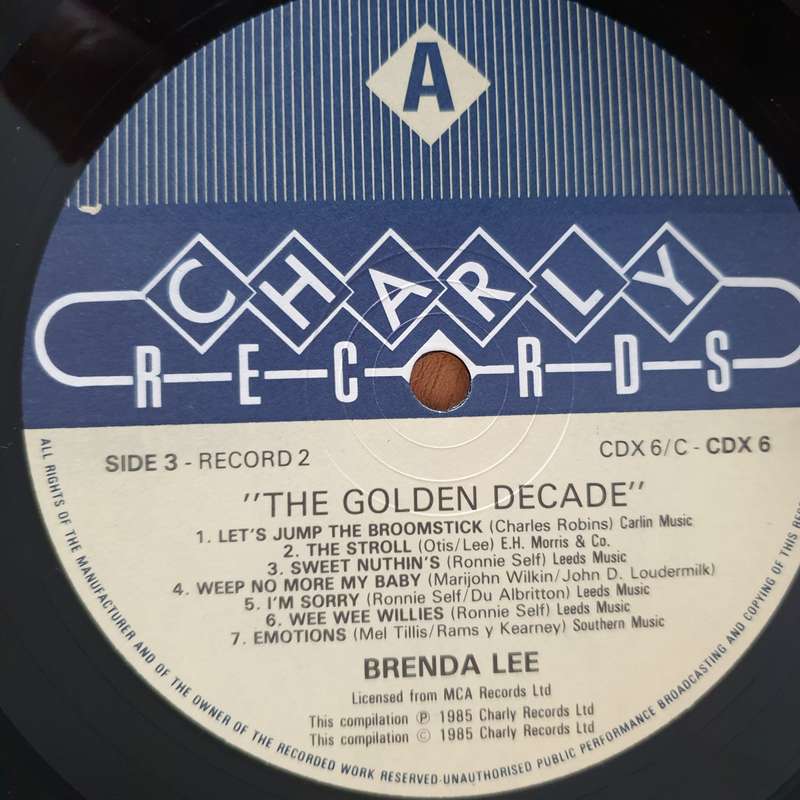 A
CHARLY
RECORDS
SIDE 3 - RECORD 2
CDX 6/C - CDX 6
"THE GOLDEN DECADE"
1. LET'S JUMP THE BROOMSTICK (Charles Robins) Carlin Music
2. THE STROLL (Otis/Lee) E.H. Morris & Co.
3. SWEET NUTHIN'S (Ronnie Self) Leeds Music
4. WEEP NO MORE MY BABY (Marijohn Wilkin/John D. Loudermilk)
5. I'M SORRY (Ronnie Self/Du Albritton) Leeds Music
6. WEE WEE WILLIES (Ronnie Self) Leeds Music
7. EMOTIONS (Mel Tillis/Rams y Kearney) Southern Music
BRENDA LEE
Licensed from MCA Records Ltd
This compilation ℗ 1985 Charly Records Ltd
This compilation © 1985 Charly Records Ltd
ALL RIGHTS OF THE MANUFACTURER AND OF THE OWNER OF THE RECORDED WORK RESERVED·UNAUTHORISED PUBLIC PERFORMANCE BROADCASTING AND COPYING OF THIS